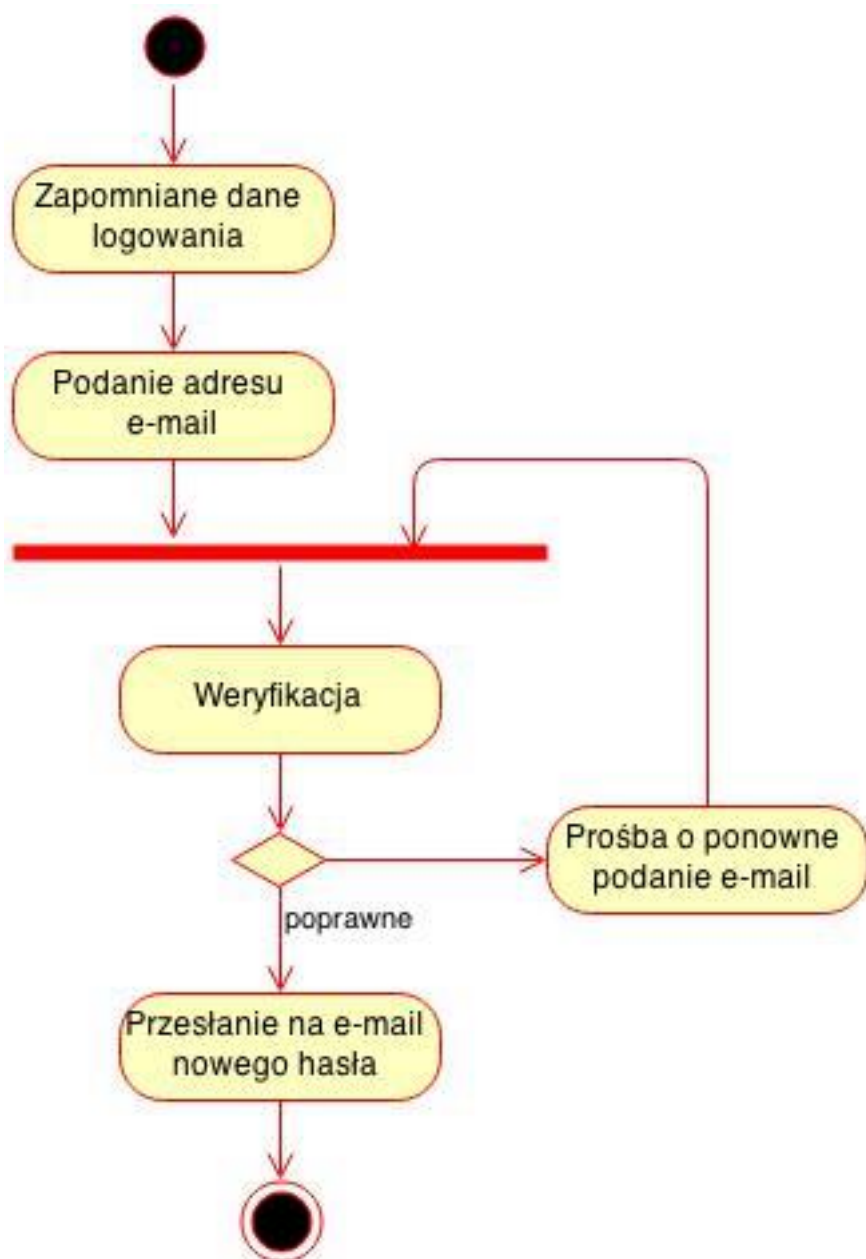 Zapomniane dane
logowania
Podanie adresu
e-mail
Weryfikacja
Prośba o ponowne
podanie e-mail
poprawne
Przesłanie na e-mail
nowego hasła